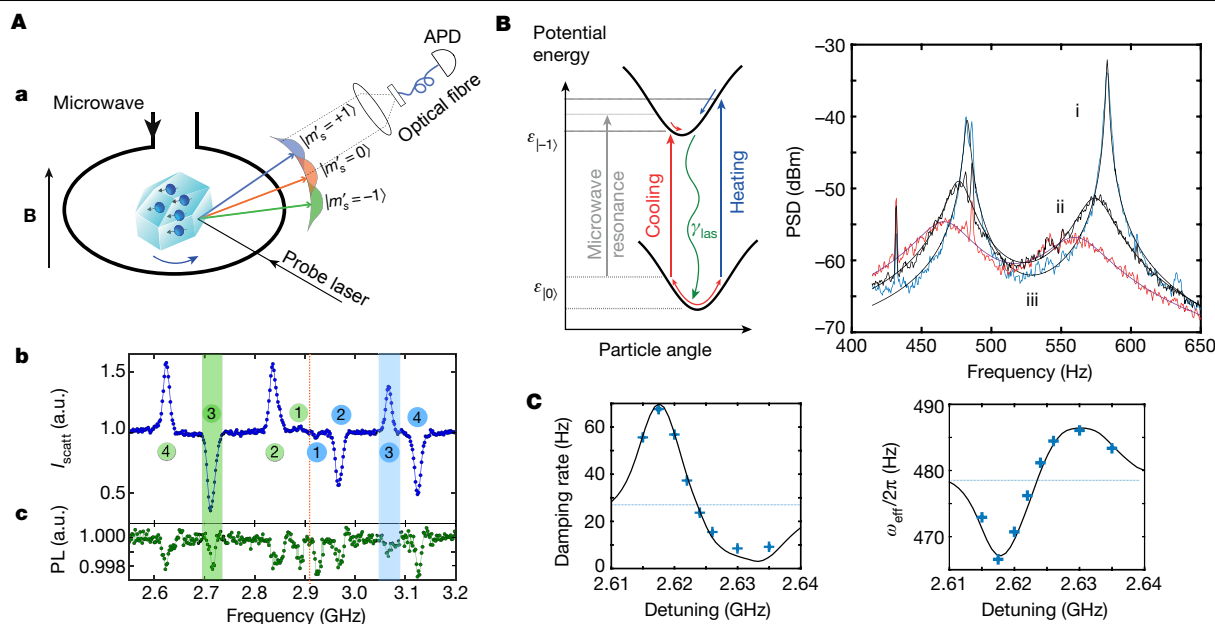 A
a
Microwave
B
APD
Optical fibre
|m′s = +1⟩
|m′s = 0⟩
|m′s = −1⟩
Probe laser
b
Iscatt (a.u.)
1.5
1.0
0.5
4
3
2
1
1
2
3
4
c
PL (a.u.)
1.000
0.998
2.6 2.7 2.8 2.9 3.0 3.1 3.2
Frequency (GHz)
B
Potential
energy
ε|−1⟩
ε|0⟩
Microwave
resonance
Cooling
γlas
Heating
Particle angle
PSD (dBm)
−30
−40
−50
−60
−70
i
ii
iii
400 450 500 550 600 650
Frequency (Hz)
C
Damping rate (Hz)
60
40
20
0
2.61 2.62 2.63 2.64
Detuning (GHz)
ωeff/2π (Hz)
490
480
470
2.61 2.62 2.63 2.64
Detuning (GHz)